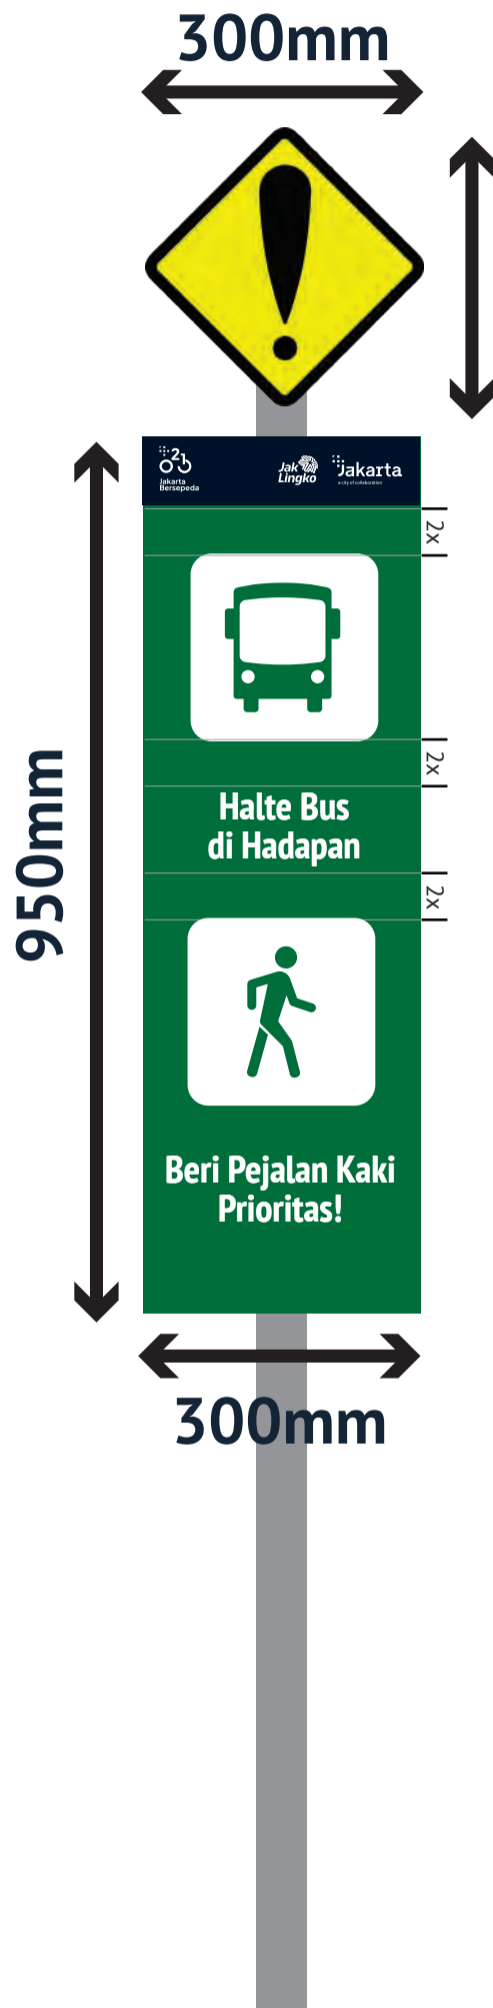 300mm
Jakarta
Bersepeda
Jak
Lingko
Jakarta
a city of collaboration
2x
2x
Halte Bus
di Hadapan
2x
950mm
Beri Pejalan Kaki
Prioritas!
300mm